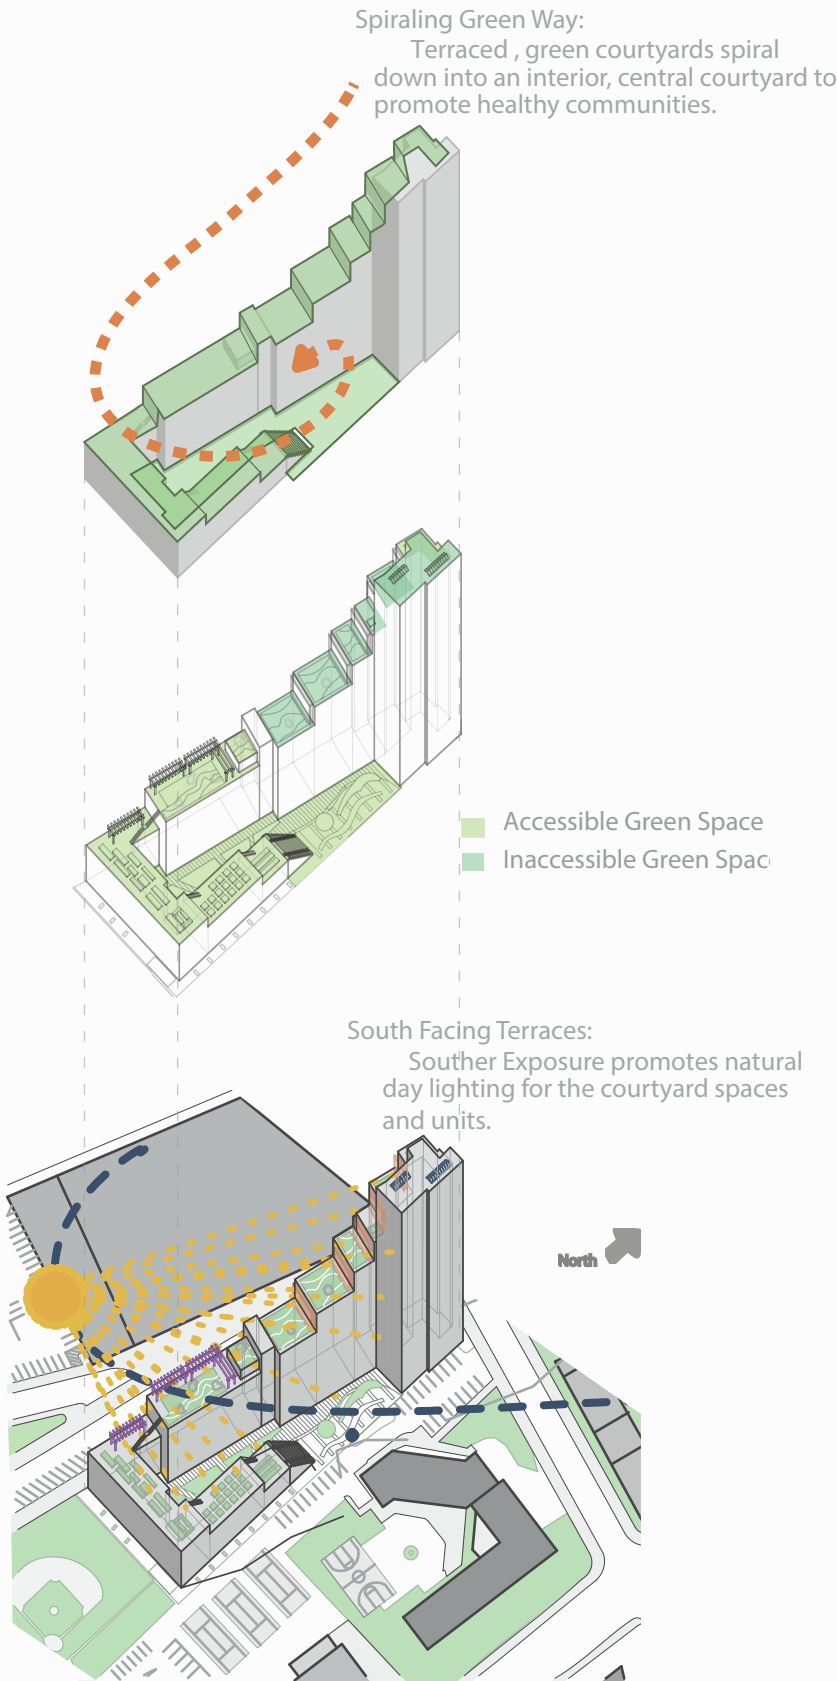 Spiraling Green Way:
Terraced , green courtyards spiral
down into an interior, central courtyard to
promote healthy communities.
Accessible Green Space
Inaccessible Green Spac
South Facing Terraces:
Souther Exposure promotes natural
day lighting for the courtyard spaces
and units.
North